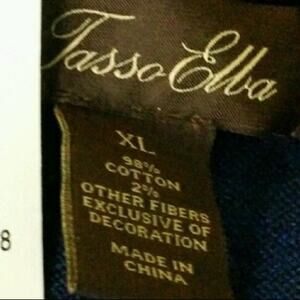 Tasso Elba
XL
98%
COTTON
2%
OTHER FIBERS
EXCLUSIVE OF
DECORATION
MADE IN
CHINA
8